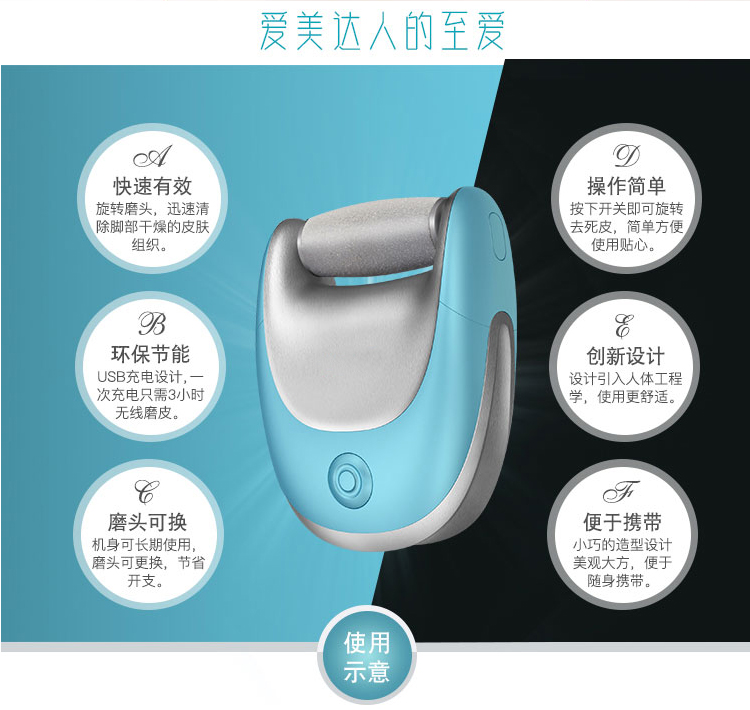 爱美达人的至爱
A
快速有效
旋转磨头，迅速清
除脚部干燥的皮肤
组织。
B
环保节能
USB充电设计,一
次充电只需3小时
无线磨皮。
C
磨头可换
机身可长期使用，
磨头可更换，节省
开支。
D
操作简单
按下开关即可旋转
去死皮，简单方便
使用贴心。
E
创新设计
设计引入人体工程
学，使用更舒适。
F
便于携带
小巧的造型设计
美观大方，便于
随身携带。
使用
示意